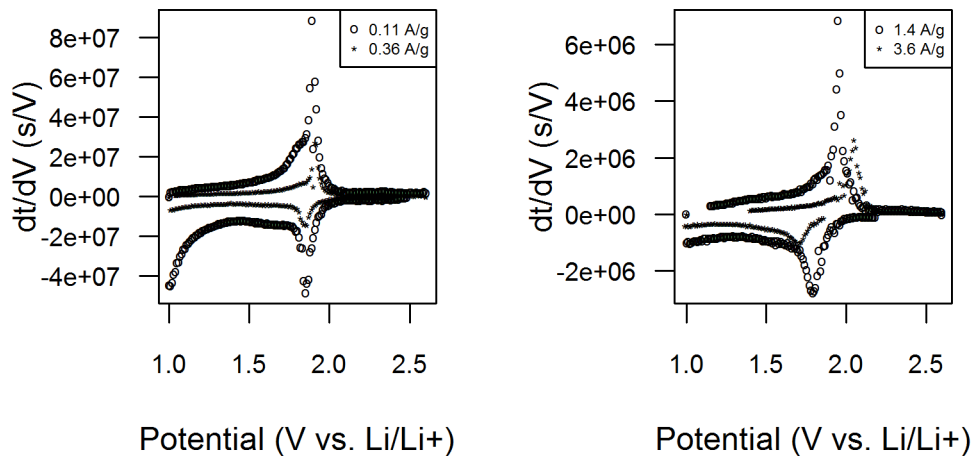 8e+07
6e+07
4e+07
2e+07
0e+00
-2e+07
-4e+07
dt/dV (s/V)
o 0.11 A/g
* 0.36 A/g
1.0 1.5 2.0 2.5
Potential (V vs. Li/Li+)
6e+06
4e+06
2e+06
0e+00
-2e+06
dt/dV (s/V)
o 1.4 A/g
* 3.6 A/g
1.0 1.5 2.0 2.5
Potential (V vs. Li/Li+)